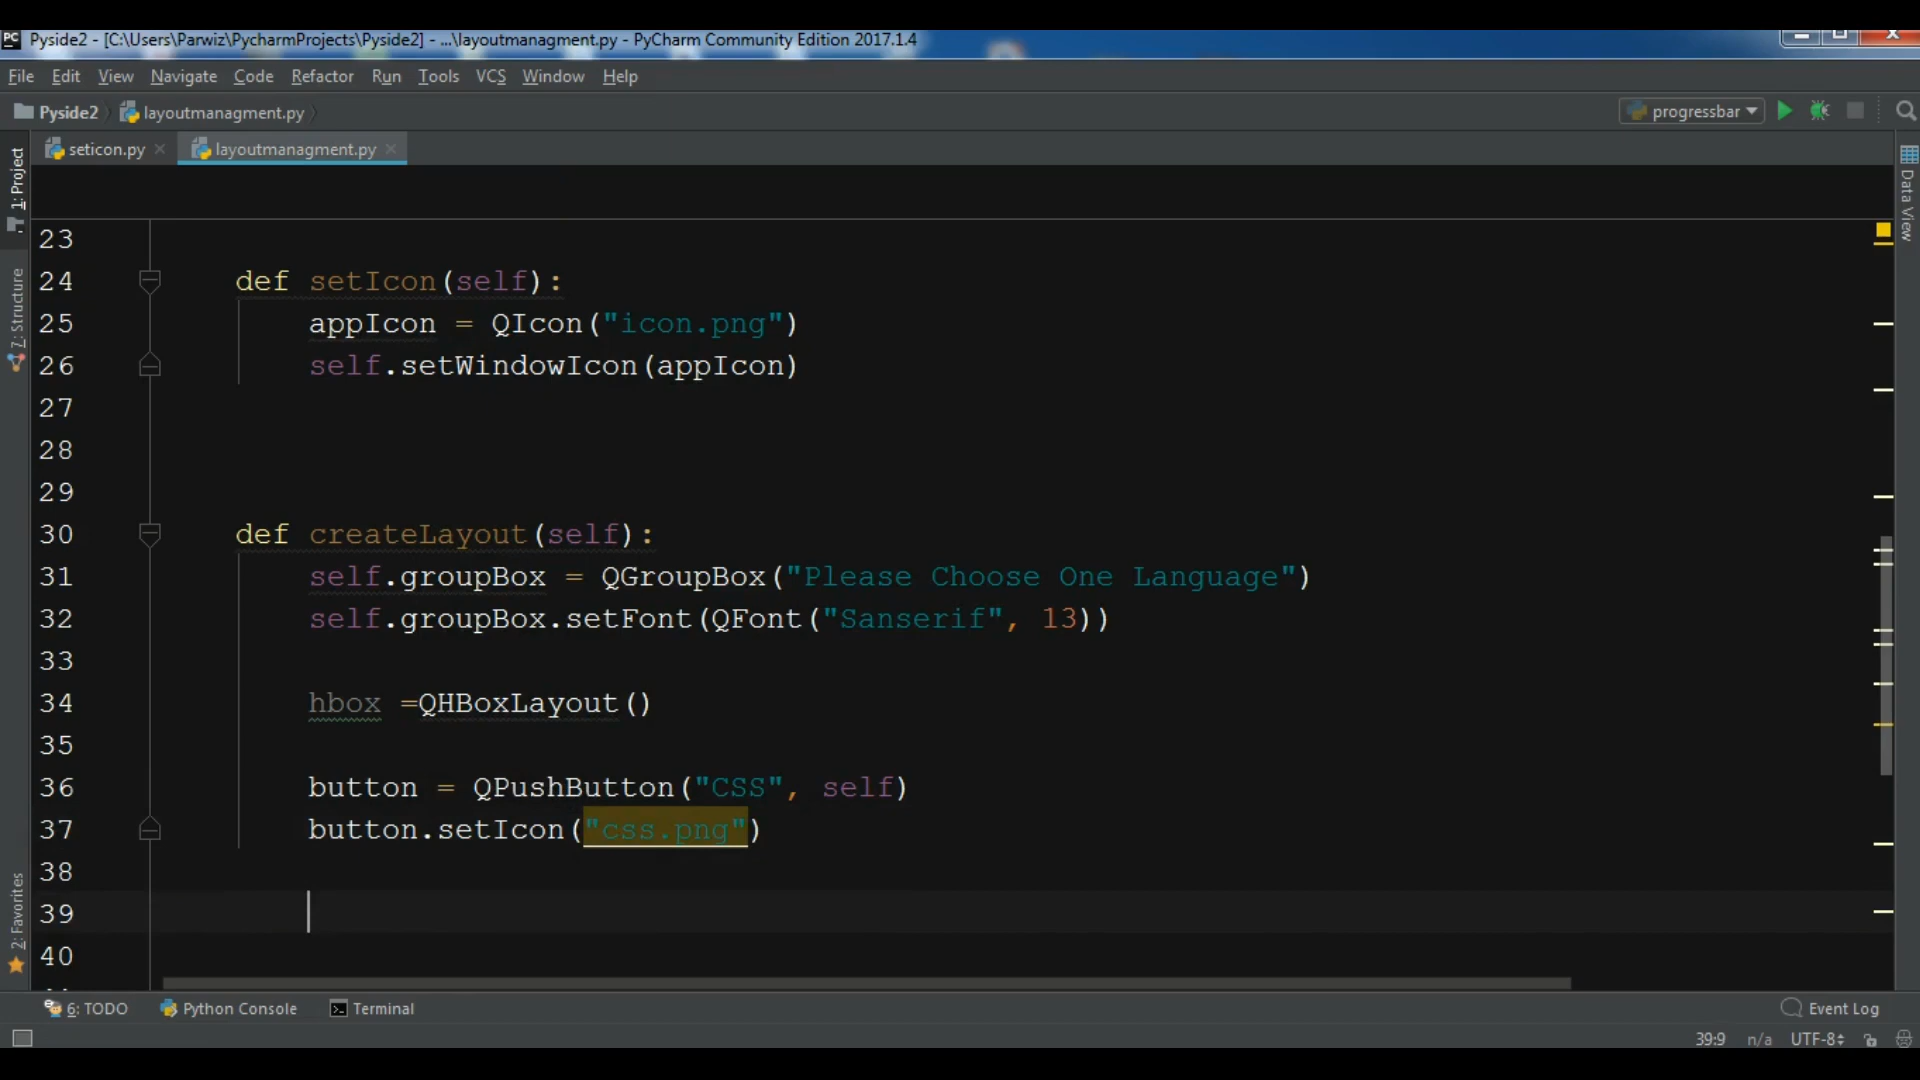 PC Pyside2 - [C:\Users\Parwiz\PycharmProjects\Pyside2] - ...\layoutmanagment.py - PyCharm Community Edition 2017.1.4
File Edit View Navigate Code Refactor Run Tools VCS Window Help
Pyside2 layoutmanagment.py progressbar
seticon.py layoutmanagment.py
1: Project
7: Structure
2: Favorites
Data View
23
24 def setIcon(self):
25 appIcon = QIcon("icon.png")
26 self.setWindowIcon(appIcon)
27
28
29
30 def createLayout(self):
31 self.groupBox = QGroupBox("Please Choose One Language")
32 self.groupBox.setFont(QFont("Sanserif", 13))
33
34 hbox =QHBoxLayout()
35
36 button = QPushButton("CSS", self)
37 button.setIcon("css.png")
38
39
40
6: TODO Python Console Terminal Event Log
39:9 n/a UTF-8